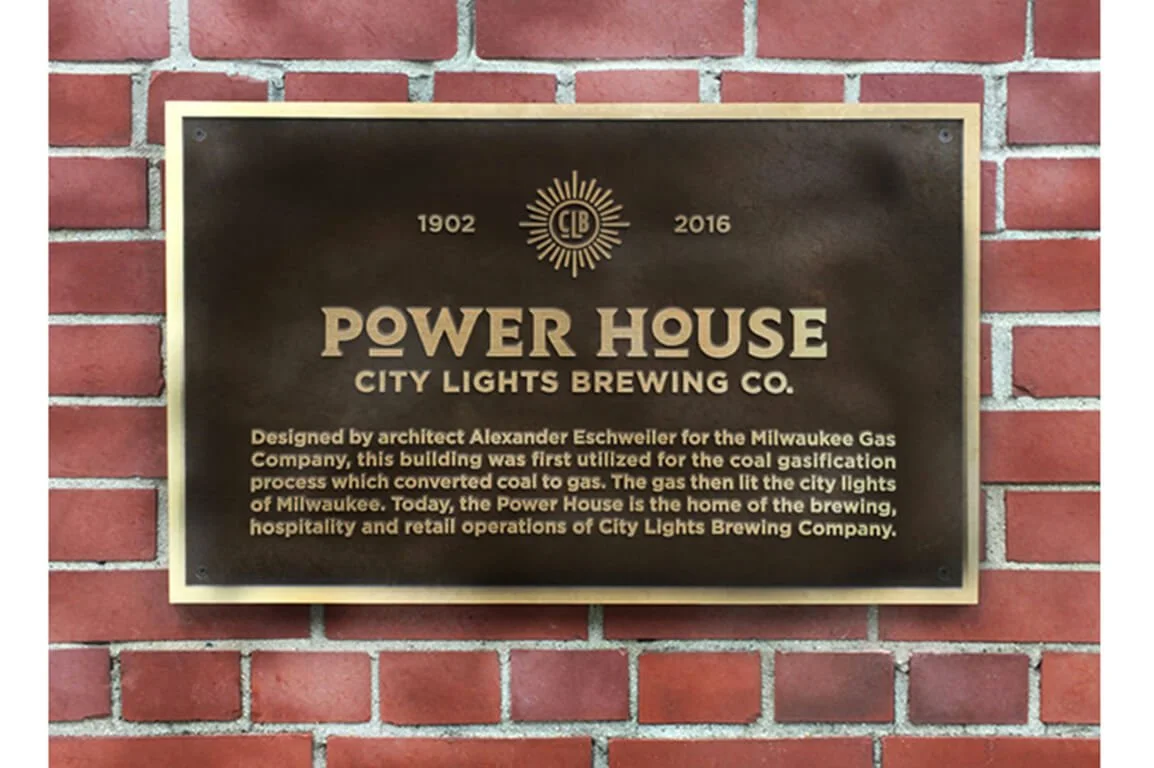 1902 CLB 2016
POWER HOUSE
CITY LIGHTS BREWING CO.
Designed by architect Alexander Eschweiler for the Milwaukee Gas
Company, this building was first utilized for the coal gasification
process which converted coal to gas. The gas then lit the city lights
of Milwaukee. Today, the Power House is the home of the brewing,
hospitality and retail operations of City Lights Brewing Company.